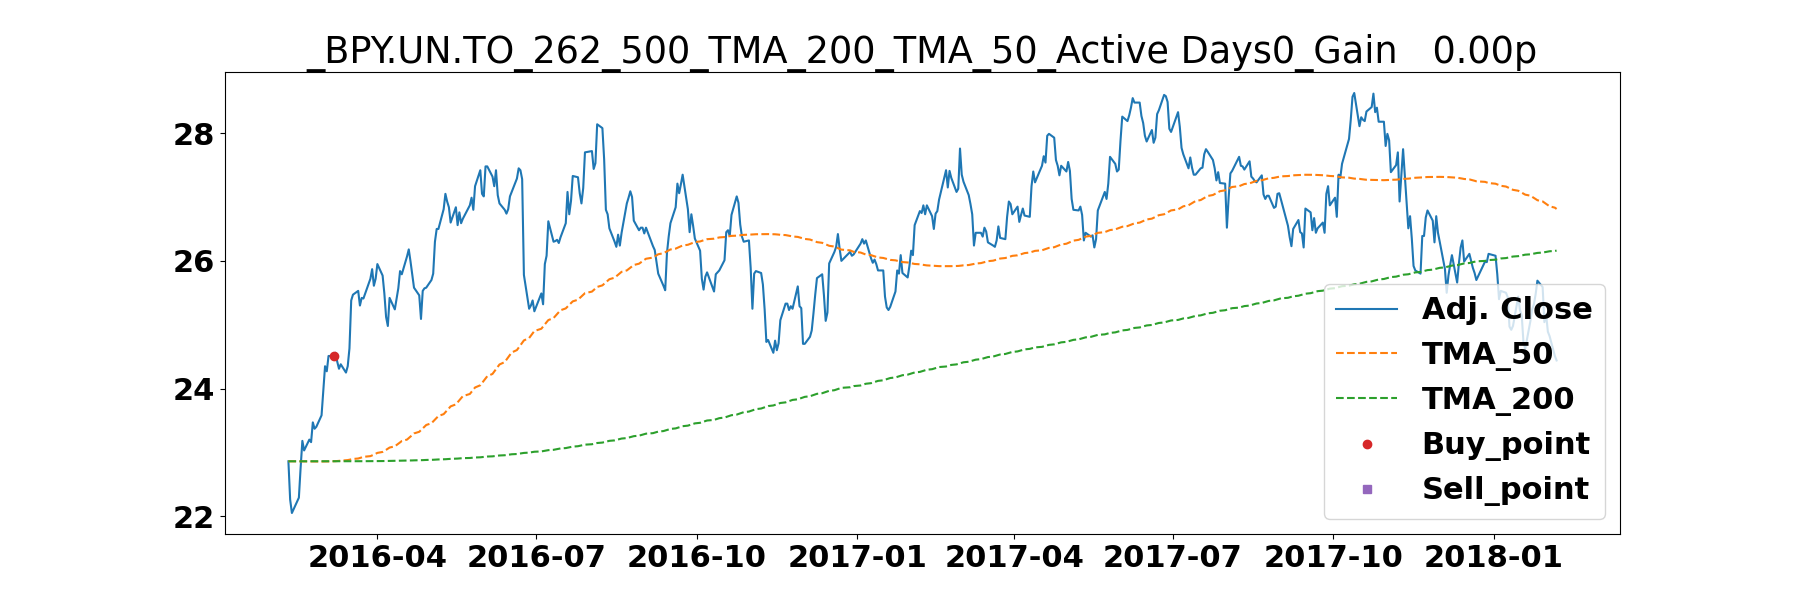 _BPY.UN.TO_262_500_TMA_200_TMA_50_Active Days0_Gain   0.00p
28
26
24
22
Adj. Close
TMA_50
TMA_200
Buy_point
Sell_point
2016-04 2016-07 2016-10 2017-01 2017-04 2017-07 2017-10 2018-01